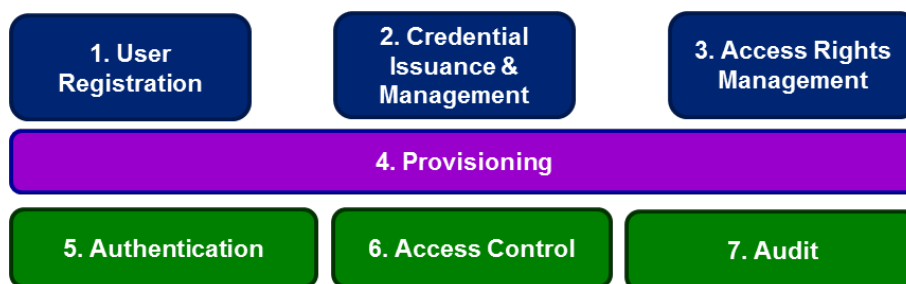 1. User
Registration
2. Credential
Issuance &
Management
3. Access Rights
Management
4. Provisioning
5. Authentication
6. Access Control
7. Audit